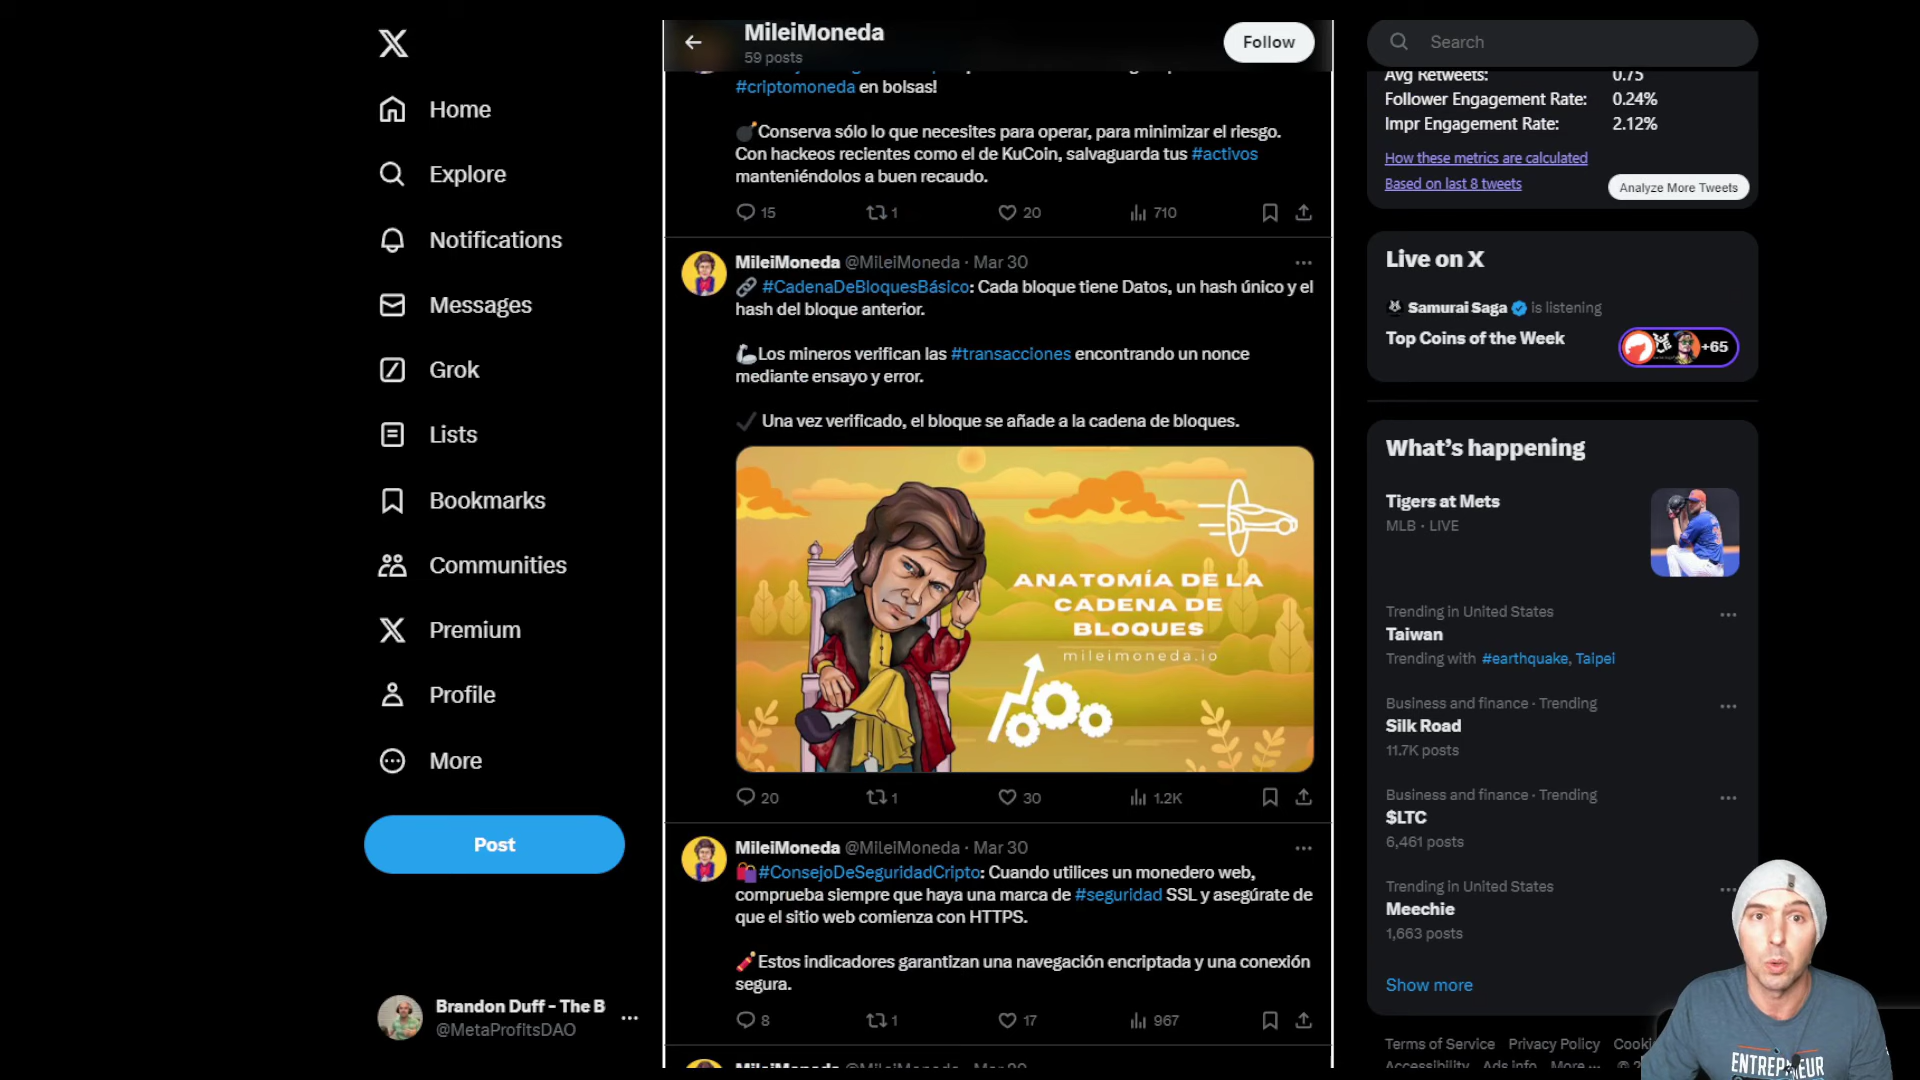 Home
Explore
Notifications
Messages
Grok
Lists
Bookmarks
Communities
Premium
Profile
More
Post
Brandon Duff - The B
@MetaProfitsDAO
MileiMoneda
59 posts
Follow
#criptomoneda en bolsas!
Conserva sólo lo que necesites para operar, para minimizar el riesgo.
Con hackeos recientes como el de KuCoin, salvaguarda tus #activos
manteniéndolos a buen recaudo.
15 1 20 710
MileiMoneda @MileiMoneda · Mar 30
#CadenaDeBloquesBásico: Cada bloque tiene Datos, un hash único y el
hash del bloque anterior.
Los mineros verifican las #transacciones encontrando un nonce
mediante ensayo y error.
Una vez verificado, el bloque se añade a la cadena de bloques.
ANATOMÍA DE LA
CADENA DE
BLOQUES
mileimoneda.io
20 1 30 1.2K
MileiMoneda @MileiMoneda · Mar 30
#ConsejoDeSeguridadCripto: Cuando utilices un monedero web,
comprueba siempre que haya una marca de #seguridad SSL y asegúrate de
que el sitio web comienza con HTTPS.
Estos indicadores garantizan una navegación encriptada y una conexión
segura.
8 1 17 967
MileiMoneda @MileiMoneda
Search
Avg Retweets: 0.75
Follower Engagement Rate: 0.24%
Impr Engagement Rate: 2.12%
How these metrics are calculated
Based on last 8 tweets
Analyze More Tweets
Live on X
Samurai Saga is listening
Top Coins of the Week
+65
What's happening
Tigers at Mets
MLB · LIVE
Trending in United States
Taiwan
Trending with #earthquake, Taipei
Business and finance · Trending
Silk Road
11.7K posts
Business and finance · Trending
$LTC
6,461 posts
Trending in United States
Meechie
1,663 posts
Show more
Terms of Service Privacy Policy
Accessibility Ads info More
ENTREPRENEUR